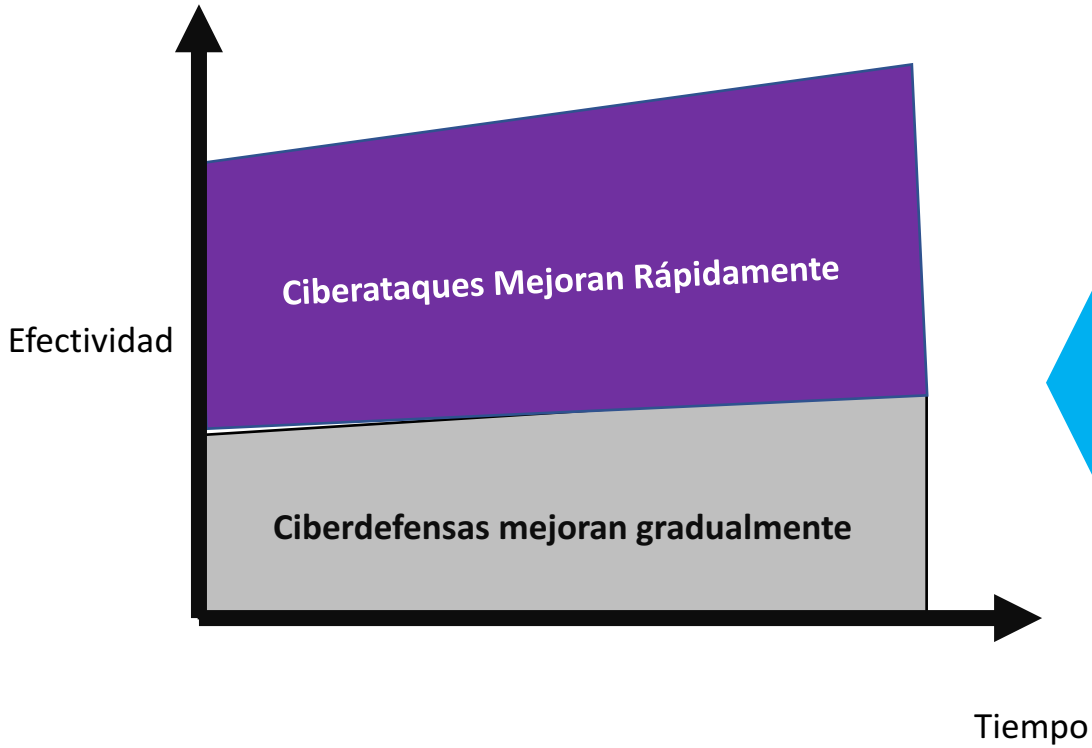 Ciberataques Mejoran Rápidamente
Efectividad
Ciberdefensas mejoran gradualmente
Tiempo